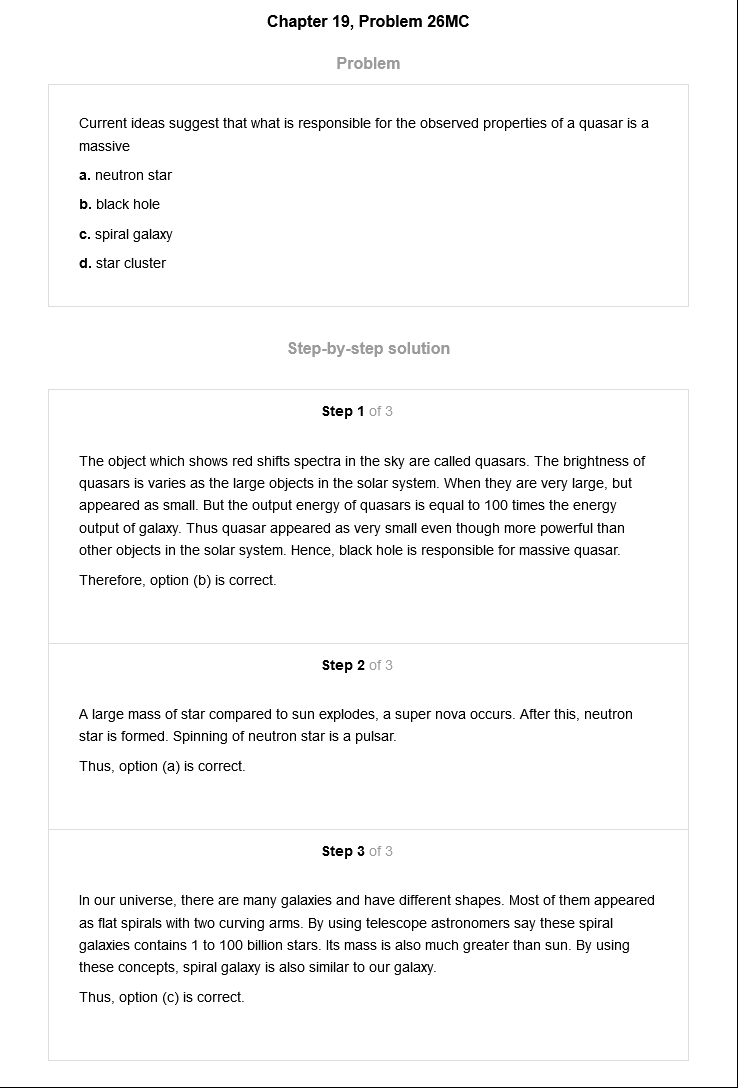 Chapter 19, Problem 26MC
Problem
Current ideas suggest that what is responsible for the observed properties of a quasar is a
massive
a. neutron star
b. black hole
c. spiral galaxy
d. star cluster
Step-by-step solution
Step 1 of 3
The object which shows red shifts spectra in the sky are called quasars. The brightness of
quasars is varies as the large objects in the solar system. When they are very large, but
appeared as small. But the output energy of quasars is equal to 100 times the energy
output of galaxy. Thus quasar appeared as very small even though more powerful than
other objects in the solar system. Hence, black hole is responsible for massive quasar.
Therefore, option (b) is correct.
Step 2 of 3
A large mass of star compared to sun explodes, a super nova occurs. After this, neutron
star is formed. Spinning of neutron star is a pulsar.
Thus, option (a) is correct.
Step 3 of 3
In our universe, there are many galaxies and have different shapes. Most of them appeared
as flat spirals with two curving arms. By using telescope astronomers say these spiral
galaxies contains 1 to 100 billion stars. Its mass is also much greater than sun. By using
these concepts, spiral galaxy is also similar to our galaxy.
Thus, option (c) is correct.